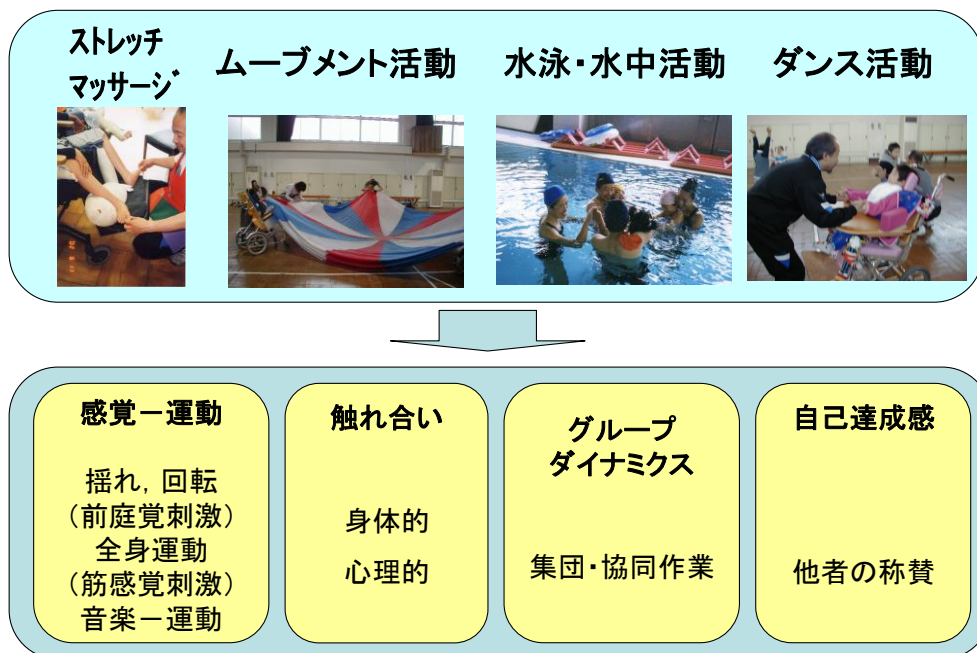 ストレッチ
マッサージ
ムーブメント活動
水泳・水中活動
ダンス活動
感覚－運動
揺れ，回転
（前庭覚刺激）
全身運動
（筋感覚刺激）
音楽－運動
触れ合い
身体的
心理的
グループ
ダイナミクス
集団・協同作業
自己達成感
他者の称賛